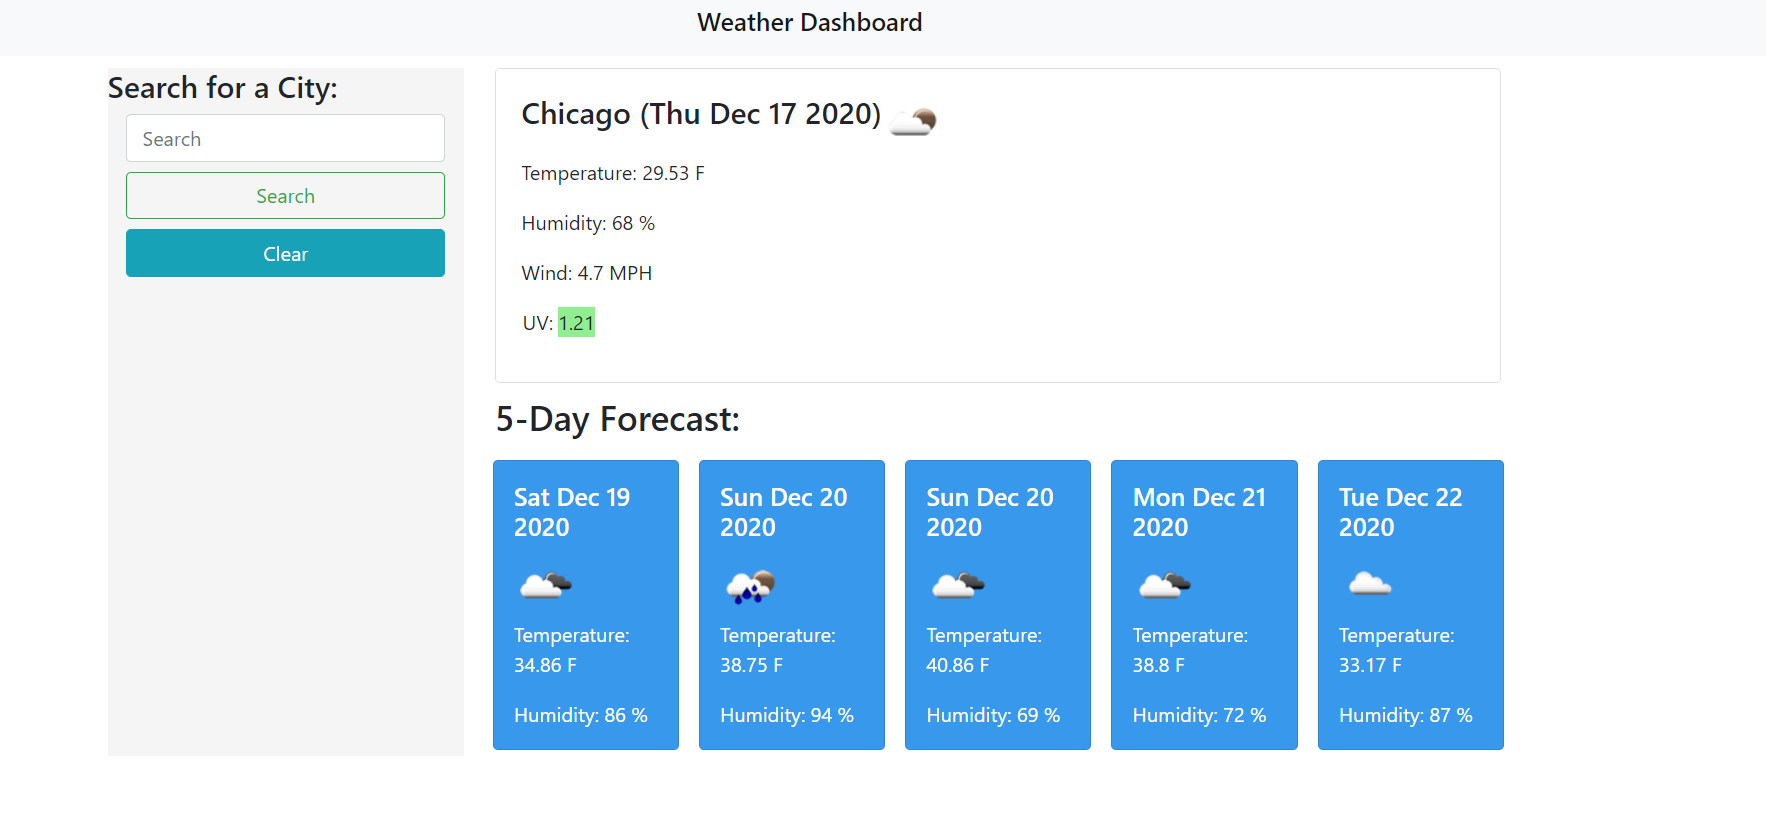 Weather Dashboard
Search for a City:
Search
Search
Clear
Chicago (Thu Dec 17 2020)
Temperature: 29.53 F
Humidity: 68 %
Wind: 4.7 MPH
UV: 1.21
5-Day Forecast:
Sat Dec 19
2020
Temperature:
34.86 F
Humidity: 86 %
Sun Dec 20
2020
Temperature:
38.75 F
Humidity: 94 %
Sun Dec 20
2020
Temperature:
40.86 F
Humidity: 69 %
Mon Dec 21
2020
Temperature:
38.8 F
Humidity: 72 %
Tue Dec 22
2020
Temperature:
33.17 F
Humidity: 87 %